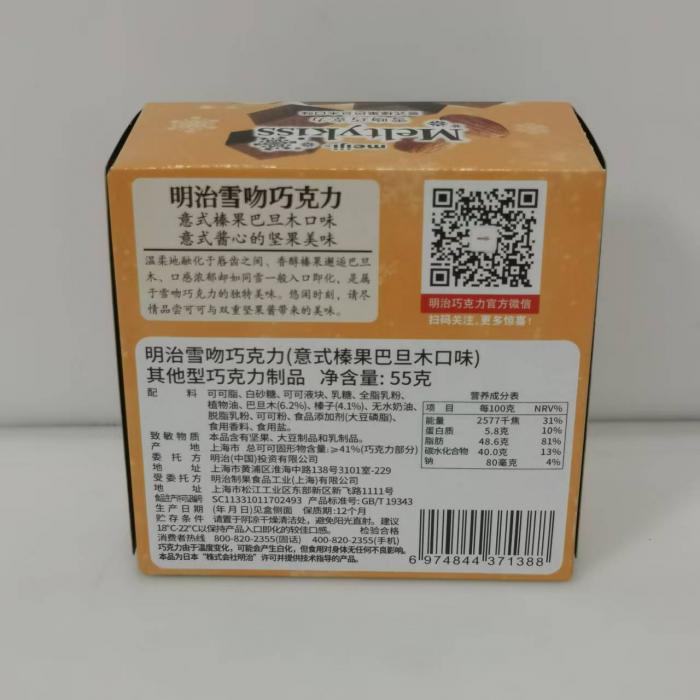 意式榛果巴旦木口味
雪吻巧克力
Meltykiss
meiji
明治雪吻巧克力
意式榛果巴旦木口味
意式酱心的坚果美味
温柔地融化于唇齿之间、香醇榛果邂逅巴旦
木、口感浓郁却如同雪一般入口即化，是属
于雪吻巧克力的独特美味。悠闲时刻，请尽
情品尝可可与双重坚果酱带来的美味。
明治巧克力官方微信
扫码关注，更多惊喜！
明治雪吻巧克力(意式榛果巴旦木口味)
其他型巧克力制品 净含量: 55克
配 料 可可脂、白砂糖、可可液块、乳糖、全脂乳粉、
植物油、巴旦木(6.2%)、榛子(4.1%)、无水奶油、
脱脂乳粉、可可粉、食品添加剂(大豆磷脂)、
食用香料、食用盐。
致敏物质 本品含有坚果、大豆制品和乳制品。
产 地 上海市 总可可固形物含量:≥41%(巧克力部分)
委托方 明治(中国)投资有限公司
地 址 上海市黄浦区淮海中路138号3101室-229
受委托方 明治制果食品工业(上海)有限公司
地 址 上海市松江工业区东部新区新飞路1111号
食品生产许可证编号 SC11331011702493 产品标准号: GB/T 19343
生产日期 (年月日)见盒侧面 保质期:12个月
贮存条件 请置于阴凉干燥清洁处，避免阳光直射。建议
18°C-22°C以保持产品入口即化的较佳口感。 检验合格
消费者热线 800-820-2355(固话) 400-820-2355(手机)
巧克力由于温度变化，可能会产生白化，但食用对身体无任何不良影响。
本品为日本“株式会社明治”许可并提供技术指导的产品。
营养成分表
项目 每100克 NRV%
能量 2577千焦 31%
蛋白质 5.8克 10%
脂肪 48.6克 81%
碳水化合物 40.0克 13%
钠 80毫克 4%
6 974844 371388